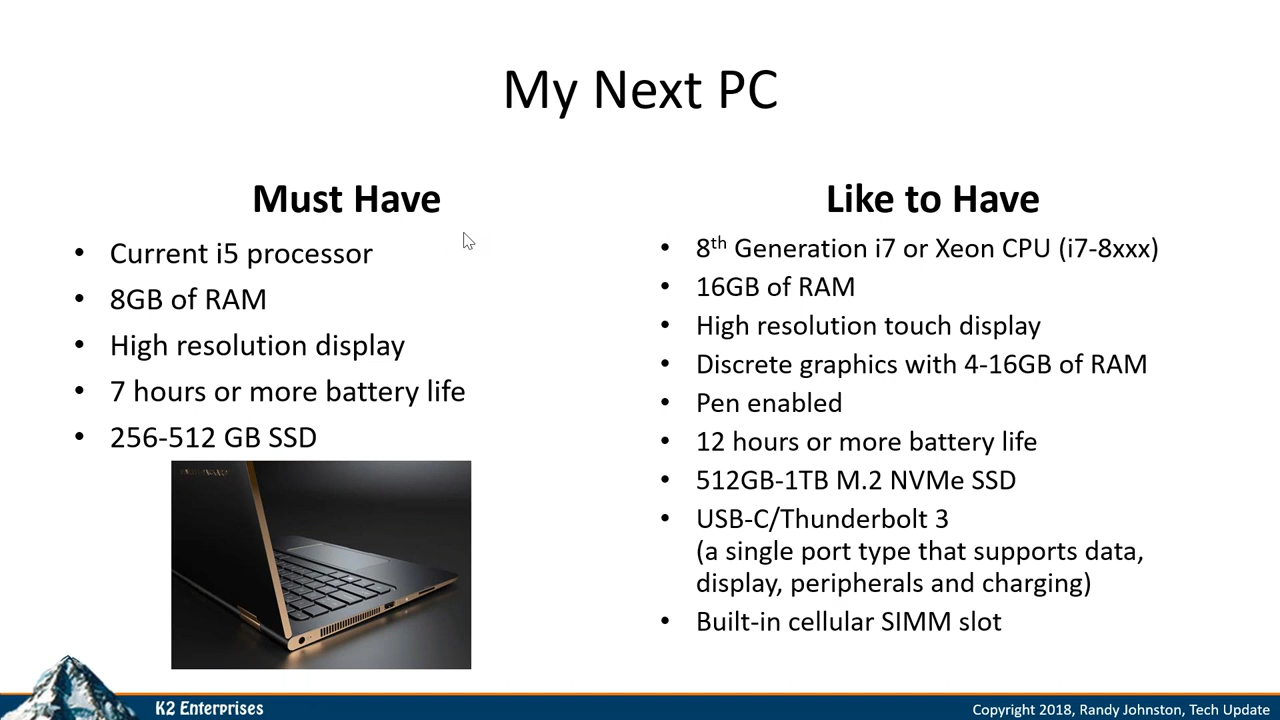 My Next PC
Must Have
• Current i5 processor
• 8GB of RAM
• High resolution display
• 7 hours or more battery life
• 256-512 GB SSD
Like to Have
• 8th Generation i7 or Xeon CPU (i7-8xxx)
• 16GB of RAM
• High resolution touch display
• Discrete graphics with 4-16GB of RAM
• Pen enabled
• 12 hours or more battery life
• 512GB-1TB M.2 NVMe SSD
• USB-C/Thunderbolt 3
(a single port type that supports data,
display, peripherals and charging)
• Built-in cellular SIMM slot
K2 Enterprises
Copyright 2018, Randy Johnston, Tech Update